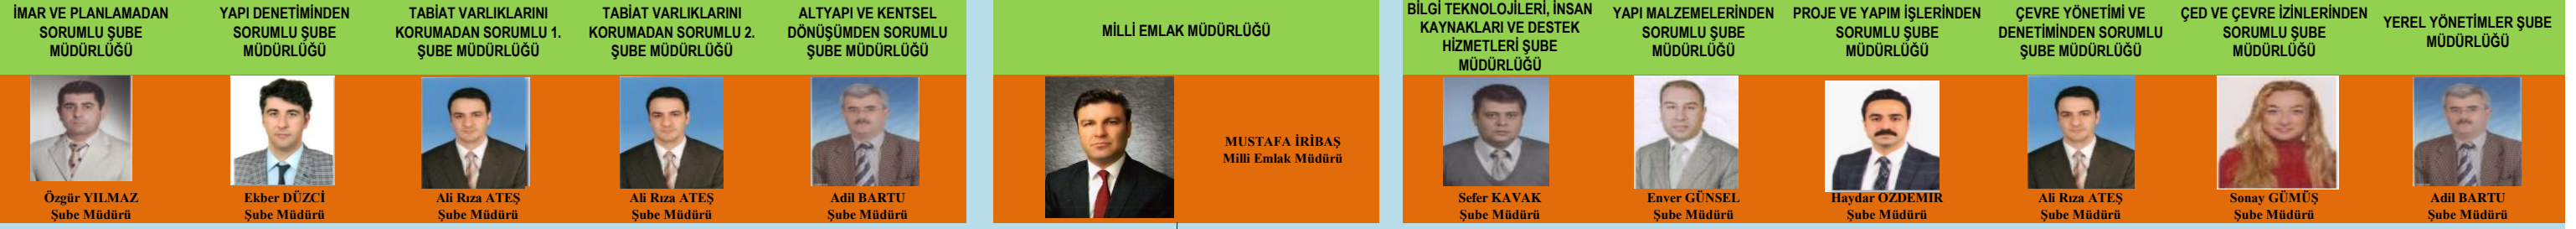 İMAR VE PLANLAMADAN
SORUMLU ŞUBE
MÜDÜRLÜĞÜ
Özgür YILMAZ
Şube Müdürü
YAPI DENETİMİNDEN
SORUMLU ŞUBE
MÜDÜRLÜĞÜ
Ekber DÜZCİ
Şube Müdürü
TABİAT VARLIKLARINI
KORUMADAN SORUMLU 1.
ŞUBE MÜDÜRLÜĞÜ
Ali Rıza ATEŞ
Şube Müdürü
TABİAT VARLIKLARINI
KORUMADAN SORUMLU 2.
ŞUBE MÜDÜRLÜĞÜ
Ali Rıza ATEŞ
Şube Müdürü
ALTYAPI VE KENTSEL
DÖNÜŞÜMDEN SORUMLU
ŞUBE MÜDÜRLÜĞÜ
Adil BARTU
Şube Müdürü
MİLLİ EMLAK MÜDÜRLÜĞÜ
MUSTAFA İRİBAŞ
Milli Emlak Müdürü
BİLGİ TEKNOLOJİLERİ, İNSAN
KAYNAKLARI VE DESTEK
HİZMETLERİ ŞUBE
MÜDÜRLÜĞÜ
Sefer KAVAK
Şube Müdürü
YAPI MALZEMELERİNDEN
SORUMLU ŞUBE
MÜDÜRLÜĞÜ
Enver GÜNSEL
Şube Müdürü
PROJE VE YAPIM İŞLERİNDEN
SORUMLU ŞUBE
MÜDÜRLÜĞÜ
Haydar OZDEMIR
Şube Müdürü
ÇEVRE YÖNETİMİ VE
DENETİMİNDEN SORUMLU
ŞUBE MÜDÜRLÜĞÜ
Ali Rıza ATEŞ
Şube Müdürü
ÇED VE ÇEVRE İZİNLERİNDEN
SORUMLU ŞUBE
MÜDÜRLÜĞÜ
Sonay GÜMÜŞ
Şube Müdürü
YEREL YÖNETİMLER ŞUBE
MÜDÜRLÜĞÜ
Adil BARTU
Şube Müdürü